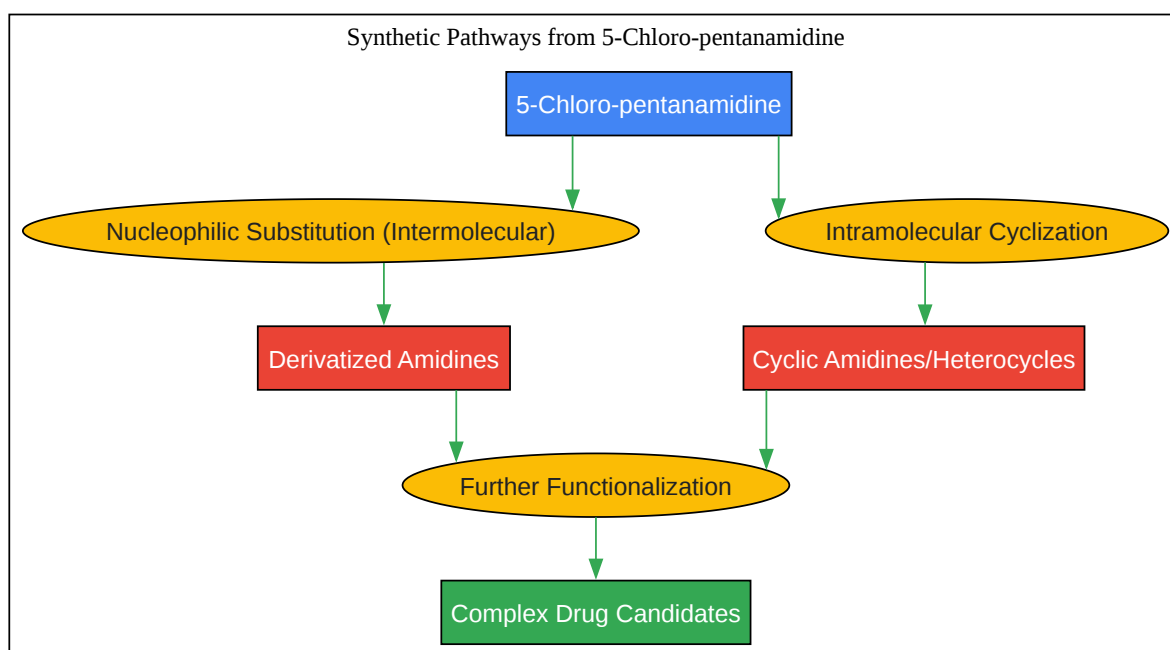 Synthetic Pathways from 5-Chloro-pentanamidine
5-Chloro-pentanamidine
Nucleophilic Substitution (Intermolecular)
Intramolecular Cyclization
Derivatized Amidines
Cyclic Amidines/Heterocycles
Further Functionalization
Complex Drug Candidates